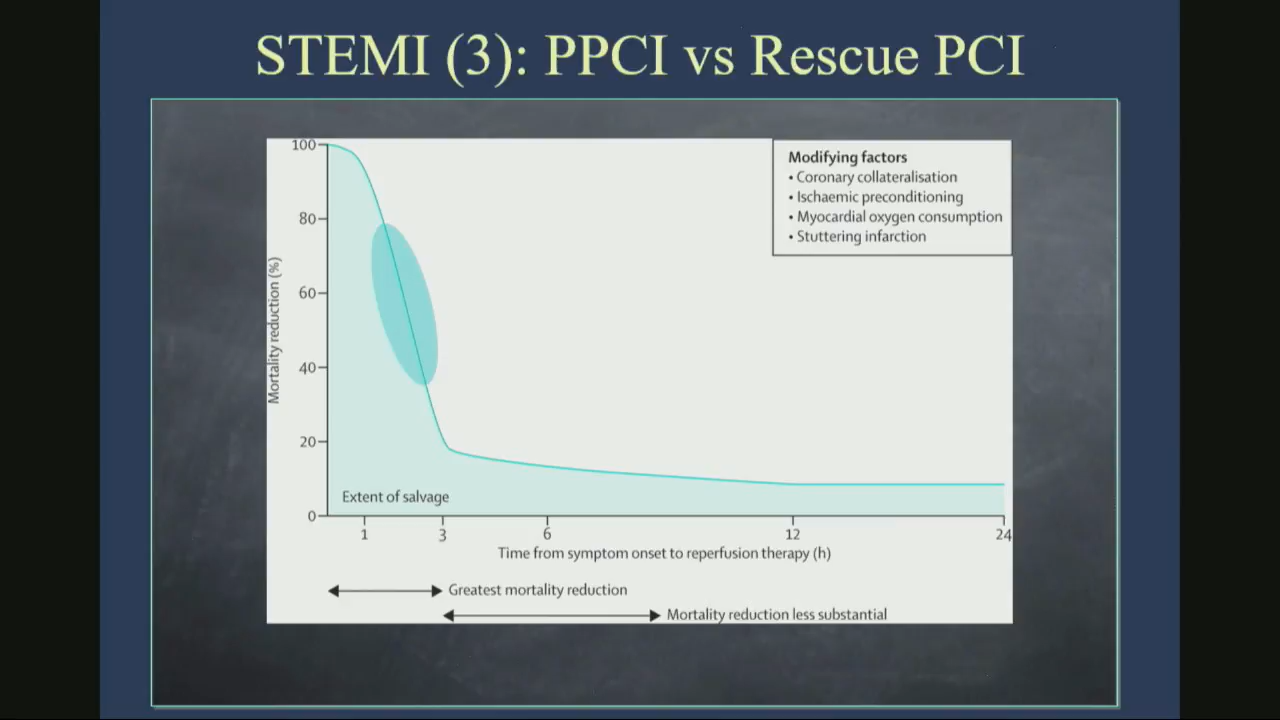 STEMI (3): PPCI vs Rescue PCI
Modifying factors
• Coronary collateralisation
• Ischaemic preconditioning
• Myocardial oxygen consumption
• Stuttering infarction
Mortality reduction (%)
100
80
60
40
20
0
Extent of salvage
1 3 6 12 24
Time from symptom onset to reperfusion therapy (h)
Greatest mortality reduction
Mortality reduction less substantial